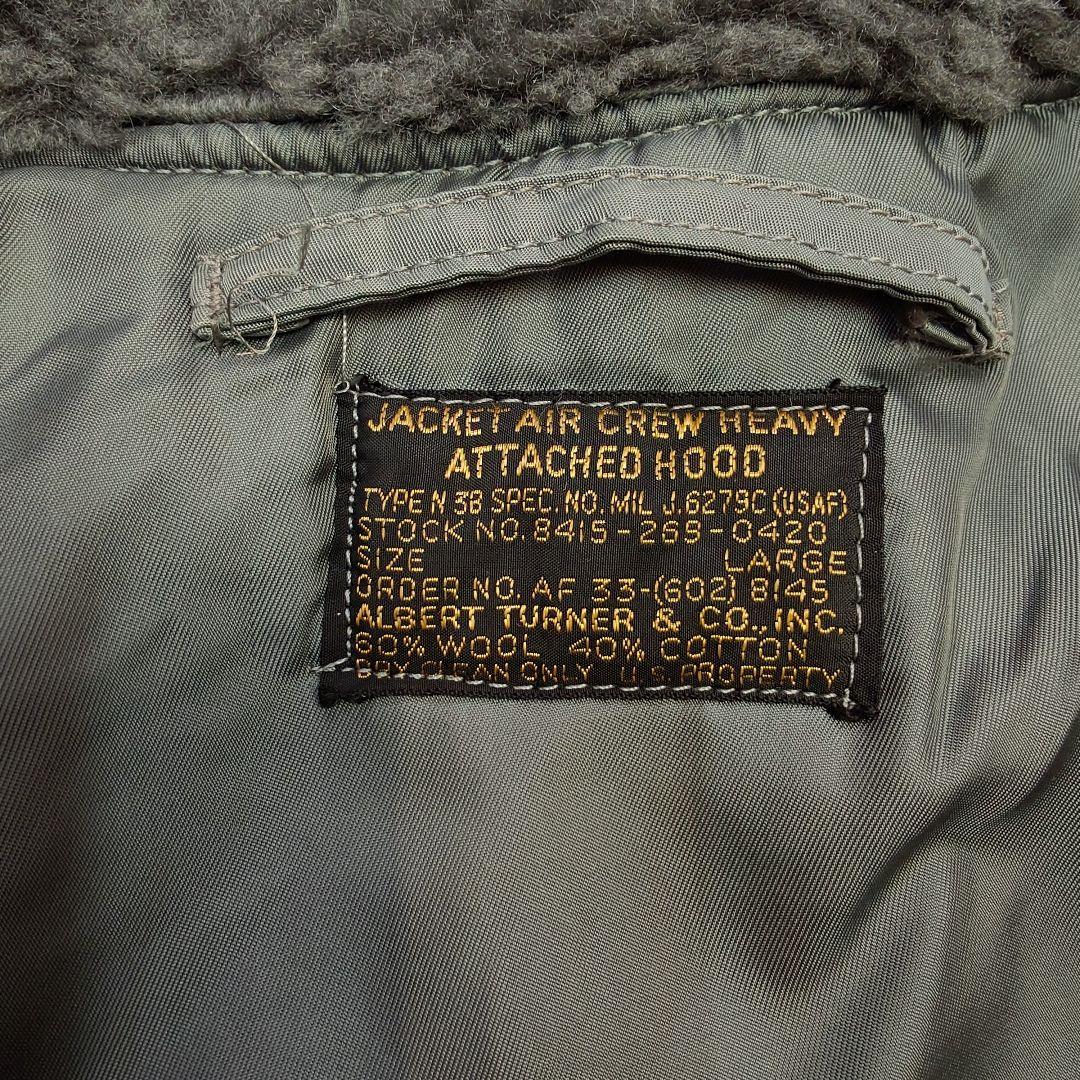 JACKET AIR CREW HEAVY
ATTACHED HOOD
TYPE N 3B SPEC. NO. MIL J.6279C (USAF)
STOCK NO. 8415-269-0420
SIZE LARGE
ORDER NO. AF 33-(602) 8145
ALBERT TURNER & CO., INC.
60% WOOL 40% COTTON
DRY CLEAN ONLY U.S. PROPERTY